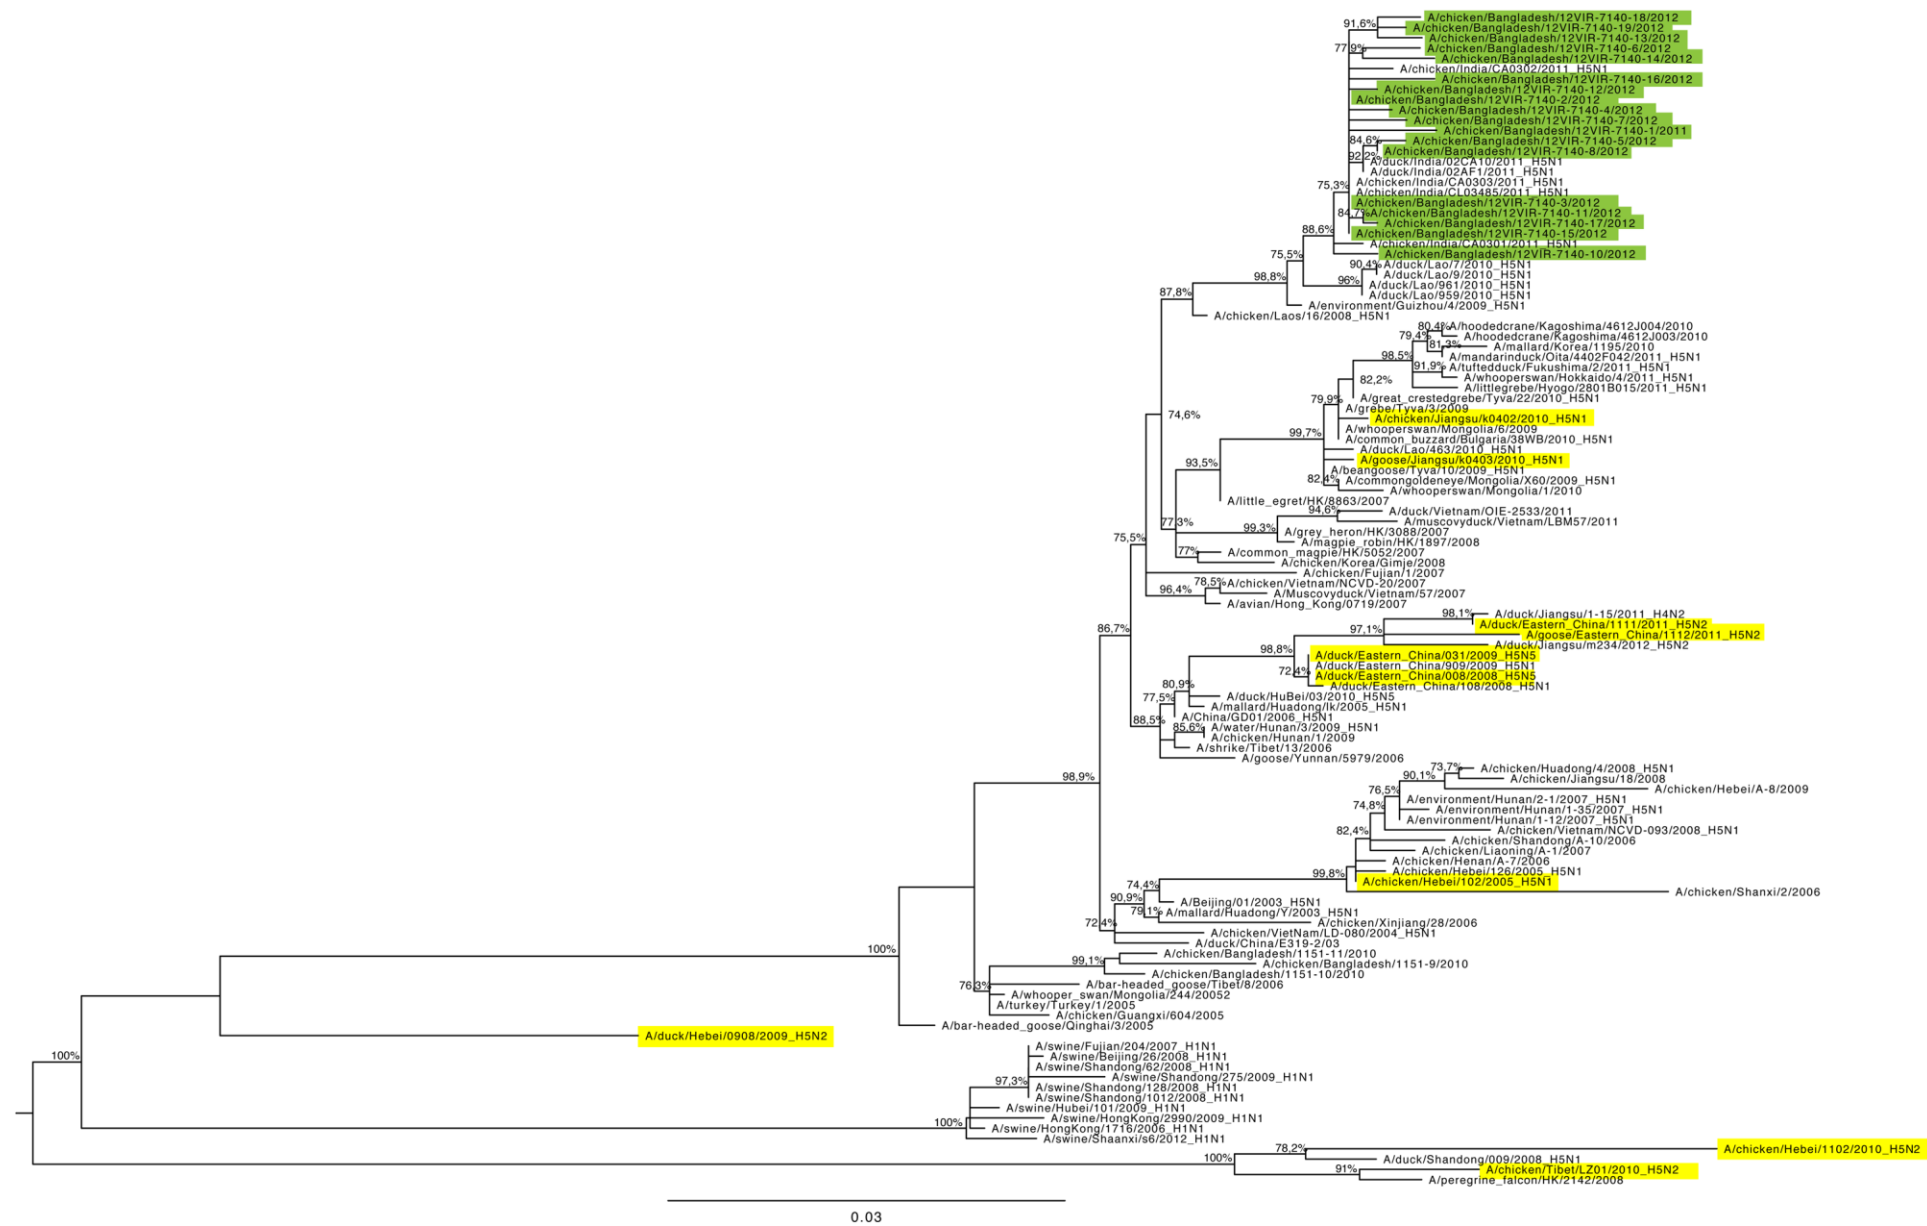 A/chicken/Bangladesh/12VIR-7140-18/2012
91,6%
A/chicken/Bangladesh/12VIR-7140-19/2012
A/chicken/Bangladesh/12VIR-7140-13/2012
77,9%
A/chicken/Bangladesh/12VIR-7140-6/2012
A/chicken/Bangladesh/12VIR-7140-14/2012
A/chicken/India/CA0302/2011_H5N1
A/chicken/Bangladesh/12VIR-7140-16/2012
A/chicken/Bangladesh/12VIR-7140-12/2012
A/chicken/Bangladesh/12VIR-7140-2/2012
A/chicken/Bangladesh/12VIR-7140-4/2012
A/chicken/Bangladesh/12VIR-7140-7/2012
A/chicken/Bangladesh/12VIR-7140-1/2011
84,6%
A/chicken/Bangladesh/12VIR-7140-5/2012
A/chicken/Bangladesh/12VIR-7140-8/2012
92,2%
A/duck/India/02CA10/2011_H5N1
A/duck/India/02AF1/2011_H5N1
75,3%
A/chicken/India/CA0303/2011_H5N1
A/chicken/India/CL03485/2011_H5N1
A/chicken/Bangladesh/12VIR-7140-3/2012
84,7%
A/chicken/Bangladesh/12VIR-7140-11/2012
A/chicken/Bangladesh/12VIR-7140-17/2012
88,6%
A/chicken/Bangladesh/12VIR-7140-15/2012
A/chicken/India/CA0301/2011_H5N1
75,5%
A/chicken/Bangladesh/12VIR-7140-10/2012
90,4%
A/duck/Lao/7/2010_H5N1
98,8%
A/duck/Lao/9/2010_H5N1
96%
A/duck/Lao/961/2010_H5N1
87,8%
A/duck/Lao/959/2010_H5N1
A/environment/Guizhou/4/2009_H5N1
A/chicken/Laos/16/2008_H5N1
80,4%
A/hoodedcrane/Kagoshima/4612J004/2010
79,4%
A/hoodedcrane/Kagoshima/4612J003/2010
81,3%
A/mallard/Korea/1195/2010
98,5%
A/mandarinduck/Oita/4402F042/2011_H5N1
91,9%
A/tuftedduck/Fukushima/2/2011_H5N1
82,2%
A/whooperswan/Hokkaido/4/2011_H5N1
A/littlegrebe/Hyogo/2801B015/2011_H5N1
79,9%
A/great_crestedgrebe/Tyva/22/2010_H5N1
A/grebe/Tyva/3/2009
74,6%
A/chicken/Jiangsu/k0402/2010_H5N1
A/whooperswan/Mongolia/6/2009
99,7%
A/common_buzzard/Bulgaria/38WB/2010_H5N1
A/duck/Lao/463/2010_H5N1
93,5%
A/goose/Jiangsu/k0403/2010_H5N1
A/beangoose/Tyva/10/2009_H5N1
82,4%
A/commongoldeneye/Mongolia/X60/2009_H5N1
A/whooperswan/Mongolia/1/2010
A/little_egret/HK/8863/2007
94,6%
A/duck/Vietnam/OIE-2533/2011
77,3%
A/muscovyduck/Vietnam/LBM57/2011
99,3%
A/grey_heron/HK/3088/2007
75,5%
A/magpie_robin/HK/1897/2008
77%
A/common_magpie/HK/5052/2007
A/chicken/Korea/Gimje/2008
A/chicken/Fujian/1/2007
78,5%
A/chicken/Vietnam/NCVD-20/2007
96,4%
A/Muscovyduck/Vietnam/57/2007
A/avian/Hong_Kong/0719/2007
98,1%
A/duck/Jiangsu/1-15/2011_H4N2
86,7%
A/duck/Eastern_China/1111/2011_H5N2
97,1%
A/goose/Eastern_China/1112/2011_H5N2
A/duck/Jiangsu/m234/2012_H5N2
98,8%
A/duck/Eastern_China/031/2009_H5N5
A/duck/Eastern_China/909/2009_H5N1
72,4%
A/duck/Eastern_China/008/2008_H5N5
80,9%
A/duck/Eastern_China/108/2008_H5N1
77,5%
A/duck/HuBei/03/2010_H5N5
A/mallard/Huadong/lk/2005_H5N1
88,5%
A/China/GD01/2006_H5N1
85,6%
A/water/Hunan/3/2009_H5N1
A/chicken/Hunan/1/2009
A/shrike/Tibet/13/2006
A/goose/Yunnan/5979/2006
98,9%
73,7%
A/chicken/Huadong/4/2008_H5N1
90,1%
A/chicken/Jiangsu/18/2008
76,5%
A/chicken/Hebei/A-8/2009
A/environment/Hunan/2-1/2007_H5N1
74,8%
A/environment/Hunan/1-35/2007_H5N1
A/environment/Hunan/1-12/2007_H5N1
82,4%
A/chicken/Vietnam/NCVD-093/2008_H5N1
A/chicken/Shandong/A-10/2006
A/chicken/Liaoning/A-1/2007
A/chicken/Henan/A-7/2006
99,8%
A/chicken/Hebei/126/2005_H5N1
74,4%
A/chicken/Hebei/102/2005_H5N1
A/chicken/Shanxi/2/2006
90,9%
A/Beijing/01/2003_H5N1
79,1%
A/mallard/Huadong/Y/2003_H5N1
72,4%
A/chicken/Xinjiang/28/2006
A/chicken/VietNam/LD-080/2004_H5N1
A/duck/China/E319-2/03
100%
A/chicken/Bangladesh/1151-11/2010
99,1%
A/chicken/Bangladesh/1151-9/2010
A/chicken/Bangladesh/1151-10/2010
76,3%
A/bar-headed_goose/Tibet/8/2006
A/whooper_swan/Mongolia/244/20052
A/turkey/Turkey/1/2005
A/chicken/Guangxi/604/2005
A/bar-headed_goose/Qinghai/3/2005
A/duck/Hebei/0908/2009_H5N2
100%
A/swine/Fujian/204/2007_H1N1
A/swine/Beijing/26/2008_H1N1
A/swine/Shandong/62/2008_H1N1
97,3%
A/swine/Shandong/275/2009_H1N1
A/swine/Shandong/128/2008_H1N1
A/swine/Shandong/1012/2008_H1N1
A/swine/Hubei/101/2009_H1N1
100%
A/swine/HongKong/2990/2009_H1N1
A/swine/HongKong/1716/2006_H1N1
A/swine/Shaanxi/s6/2012_H1N1
78,2%
A/chicken/Hebei/1102/2010_H5N2
100%
A/duck/Shandong/009/2008_H5N1
91%
A/chicken/Tibet/LZ01/2010_H5N2
A/peregrine_falcon/HK/2142/2008
0.03